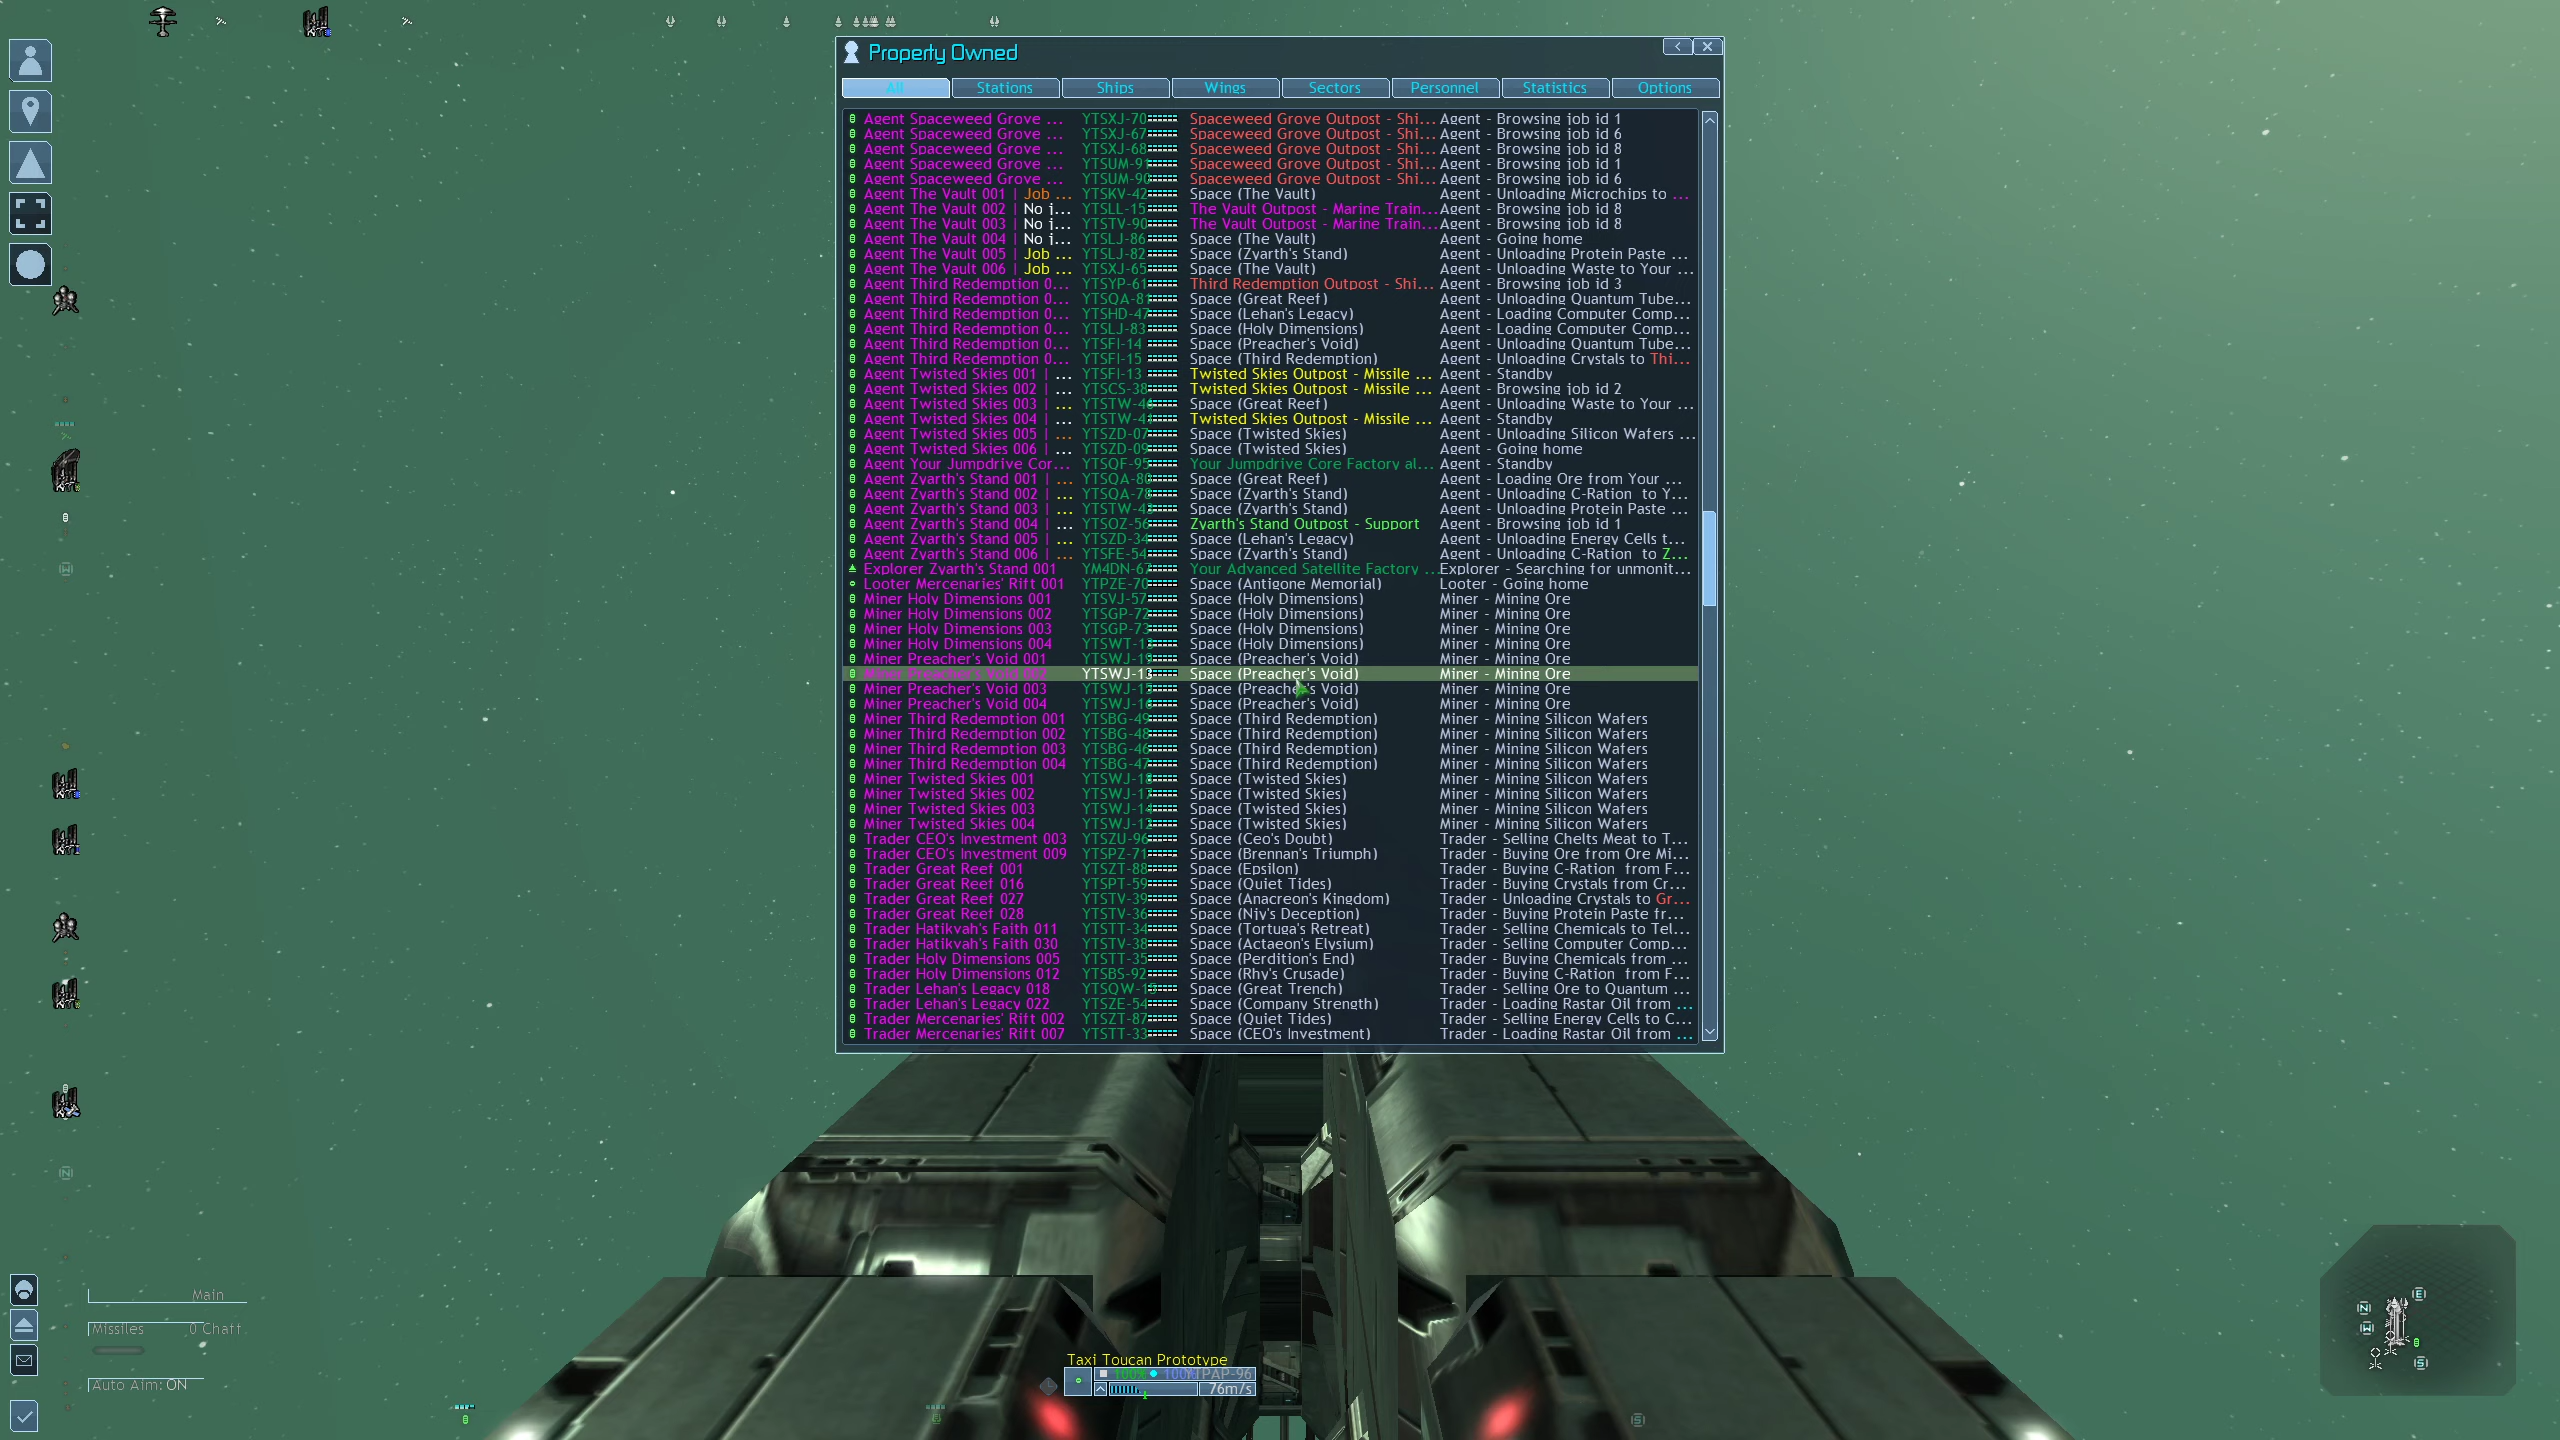 Property Owned
All Stations Ships Wings Sectors Personnel Statistics Options
Agent Spaceweed Grove ... YTSXJ-70 Spaceweed Grove Outpost - Shi... Agent - Browsing job id 1
Agent Spaceweed Grove ... YTSXJ-67 Spaceweed Grove Outpost - Shi... Agent - Browsing job id 6
Agent Spaceweed Grove ... YTSXJ-68 Spaceweed Grove Outpost - Shi... Agent - Browsing job id 8
Agent Spaceweed Grove ... YTSUM-91 Spaceweed Grove Outpost - Shi... Agent - Browsing job id 1
Agent Spaceweed Grove ... YTSUM-90 Spaceweed Grove Outpost - Shi... Agent - Browsing job id 6
Agent The Vault 001 | Job ... YTSKV-42 Space (The Vault) Agent - Unloading Microchips to ...
Agent The Vault 002 | No j... YTSLL-15 The Vault Outpost - Marine Train... Agent - Browsing job id 8
Agent The Vault 003 | No j... YTSTV-90 The Vault Outpost - Marine Train... Agent - Browsing job id 8
Agent The Vault 004 | No j... YTSLJ-86 Space (The Vault) Agent - Going home
Agent The Vault 005 | Job ... YTSLJ-82 Space (Zyarth's Stand) Agent - Unloading Protein Paste ...
Agent The Vault 006 | Job ... YTSXJ-65 Space (The Vault) Agent - Unloading Waste to Your ...
Agent Third Redemption 0... YTSYP-61 Third Redemption Outpost - Shi... Agent - Browsing job id 3
Agent Third Redemption 0... YTSQA-81 Space (Great Reef) Agent - Unloading Quantum Tube...
Agent Third Redemption 0... YTSHD-47 Space (Lehan's Legacy) Agent - Loading Computer Comp...
Agent Third Redemption 0... YTSLJ-83 Space (Holy Dimensions) Agent - Loading Computer Comp...
Agent Third Redemption 0... YTSFI-14 Space (Preacher's Void) Agent - Unloading Quantum Tube...
Agent Third Redemption 0... YTSFI-15 Space (Third Redemption) Agent - Unloading Crystals to Thi...
Agent Twisted Skies 001 | ... YTSFI-13 Twisted Skies Outpost - Missile ... Agent - Standby
Agent Twisted Skies 002 | ... YTSCS-38 Twisted Skies Outpost - Missile ... Agent - Browsing job id 2
Agent Twisted Skies 003 | ... Space (Great Reef) Agent - Unloading Waste to Your ...
Agent Twisted Skies 004 | ... Twisted Skies Outpost - Missile ... Agent - Standby
Agent Twisted Skies 005 | ... YTSZD-07 Space (Twisted Skies) Agent - Unloading Silicon Wafers ...
Agent Twisted Skies 006 | ... YTSZD-09 Space (Twisted Skies) Agent - Going home
Agent Your Jumpdrive Cor... YTSQF-95 Your Jumpdrive Core Factory al... Agent - Standby
Agent Zyarth's Stand 001 | ... YTSQA-80 Space (Great Reef) Agent - Loading Ore from Your ...
Agent Zyarth's Stand 002 | ... YTSQA-78 Space (Zyarth's Stand) Agent - Unloading C-Ration to Y...
Agent Zyarth's Stand 003 | ... Space (Zyarth's Stand) Agent - Unloading Protein Paste ...
Agent Zyarth's Stand 004 | ... YTSOZ-56 Zyarth's Stand Outpost - Support Agent - Browsing job id 1
Agent Zyarth's Stand 005 | ... YTSZD-34 Space (Lehan's Legacy) Agent - Unloading Energy Cells t...
Agent Zyarth's Stand 006 | ... YTSFE-54 Space (Zyarth's Stand) Agent - Unloading C-Ration to Z...
Explorer Zyarth's Stand 001 YM4DN-67 Your Advanced Satellite Factory ... Explorer - Searching for unmonit...
Looter Mercenaries' Rift 001 YTPZE-70 Space (Antigone Memorial) Looter - Going home
Miner Holy Dimensions 001 YTSVJ-57 Space (Holy Dimensions) Miner - Mining Ore
Miner Holy Dimensions 002 YTSGP-72 Space (Holy Dimensions) Miner - Mining Ore
Miner Holy Dimensions 003 YTSGP-73 Space (Holy Dimensions) Miner - Mining Ore
Miner Holy Dimensions 004 Space (Holy Dimensions) Miner - Mining Ore
Miner Preacher's Void 001 Space (Preacher's Void) Miner - Mining Ore
Miner Preacher's Void 002 Space (Preacher's Void) Miner - Mining Ore
Miner Preacher's Void 003 Space (Preacher's Void) Miner - Mining Ore
Miner Preacher's Void 004 Space (Preacher's Void) Miner - Mining Ore
Miner Third Redemption 001 YTSBG-49 Space (Third Redemption) Miner - Mining Silicon Wafers
Miner Third Redemption 002 YTSBG-48 Space (Third Redemption) Miner - Mining Silicon Wafers
Miner Third Redemption 003 YTSBG-46 Space (Third Redemption) Miner - Mining Silicon Wafers
Miner Third Redemption 004 YTSBG-47 Space (Third Redemption) Miner - Mining Silicon Wafers
Miner Twisted Skies 001 Space (Twisted Skies) Miner - Mining Silicon Wafers
Miner Twisted Skies 002 Space (Twisted Skies) Miner - Mining Silicon Wafers
Miner Twisted Skies 003 Space (Twisted Skies) Miner - Mining Silicon Wafers
Miner Twisted Skies 004 Space (Twisted Skies) Miner - Mining Silicon Wafers
Trader CEO's Investment 003 YTSZU-96 Space (Ceo's Doubt) Trader - Selling Chelts Meat to T...
Trader CEO's Investment 009 YTSPZ-71 Space (Brennan's Triumph) Trader - Buying Ore from Ore Mi...
Trader Great Reef 001 YTSZT-88 Space (Epsilon) Trader - Buying C-Ration from F...
Trader Great Reef 016 YTSPT-59 Space (Quiet Tides) Trader - Buying Crystals from Cr...
Trader Great Reef 027 YTSTV-39 Space (Anacreon's Kingdom) Trader - Unloading Crystals to Gr...
Trader Great Reef 028 YTSTV-36 Space (Niy's Deception) Trader - Buying Protein Paste fr...
Trader Hatikvah's Faith 011 YTSTT-34 Space (Tortuga's Retreat) Trader - Selling Chemicals to Tel...
Trader Hatikvah's Faith 030 YTSTV-38 Space (Actaeon's Elysium) Trader - Selling Computer Comp...
Trader Holy Dimensions 005 YTSTT-35 Space (Perdition's End) Trader - Buying Chemicals from ...
Trader Holy Dimensions 012 YTSBS-92 Space (Rhy's Crusade) Trader - Buying C-Ration from F...
Trader Lehan's Legacy 018 Space (Great Trench) Trader - Selling Ore to Quantum ...
Trader Lehan's Legacy 022 YTSZE-54 Space (Company Strength) Trader - Loading Rastar Oil from ...
Trader Mercenaries' Rift 002 YTSZT-87 Space (Quiet Tides) Trader - Selling Energy Cells to C...
Trader Mercenaries' Rift 007 YTSTT-33 Space (CEO's Investment) Trader - Loading Rastar Oil from ...
Main
Missiles 0 Chaff
Auto Aim: ON
Taxi Toucan Prototype
100% 100% PAP-96
76m/s
N E
W
S